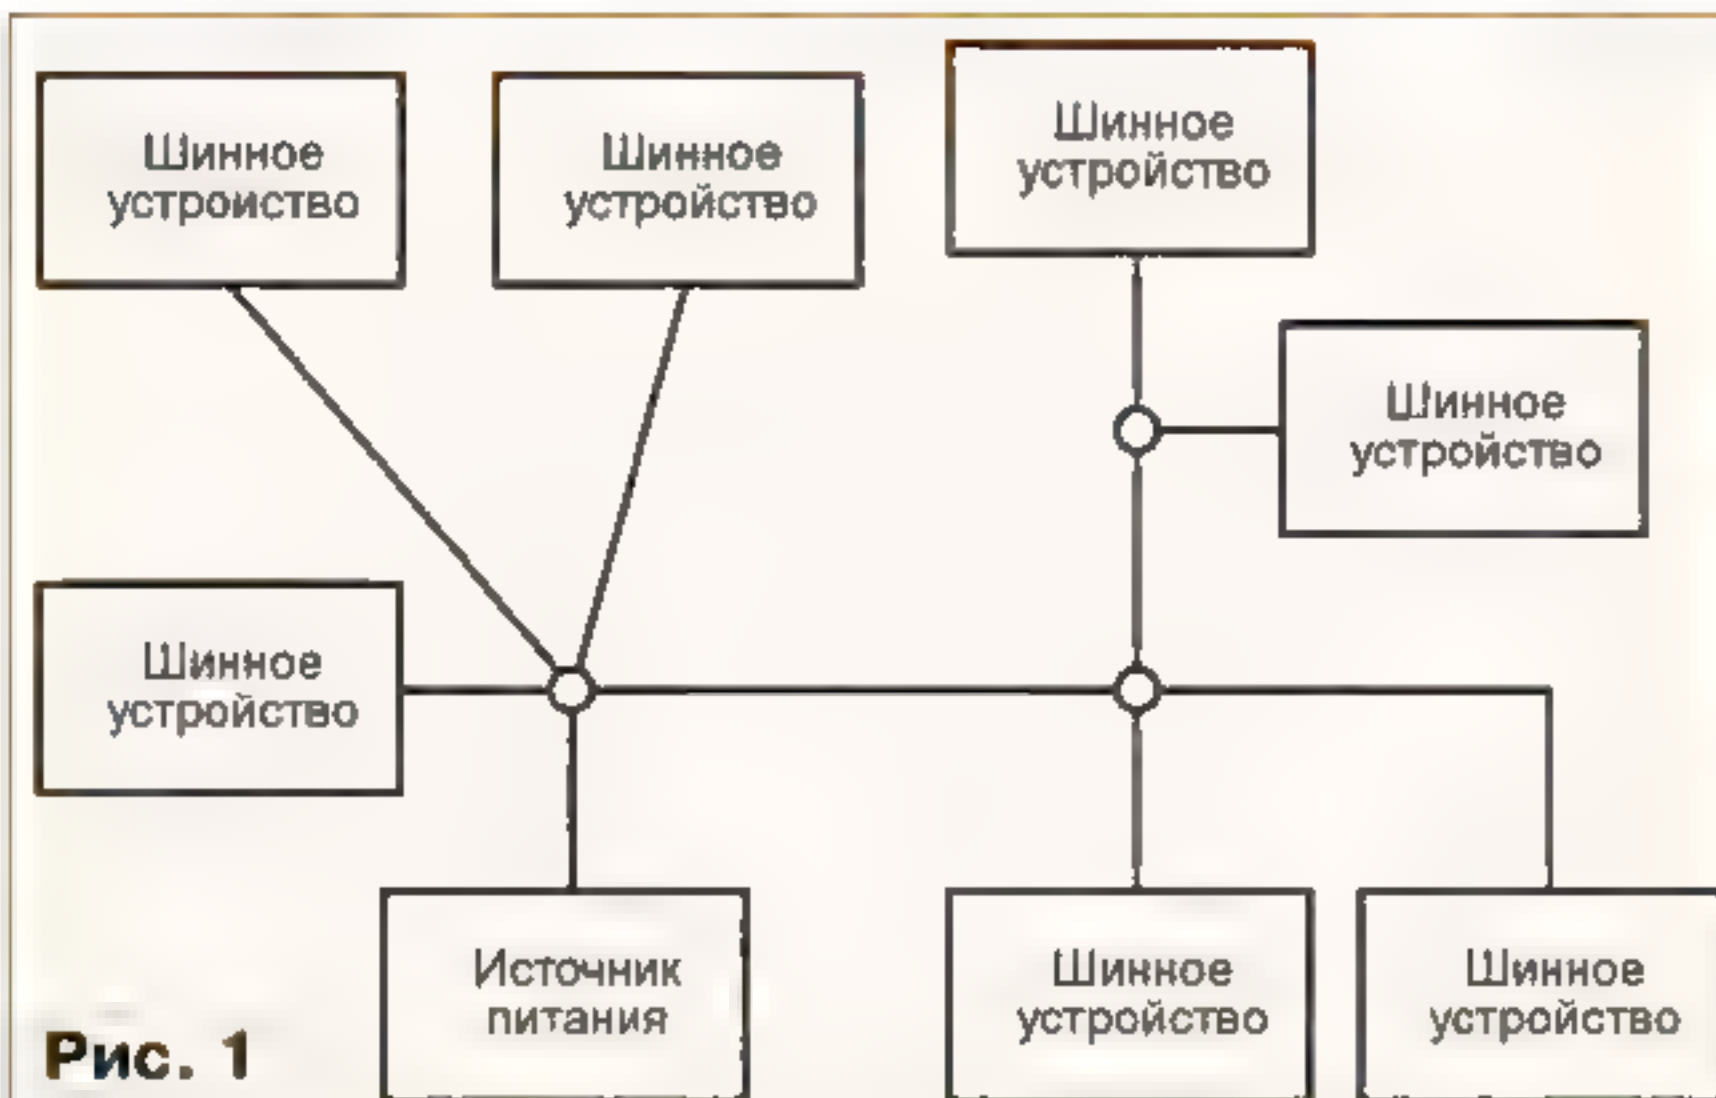 Шинное
устроиство
Шинное
устройство
Шинное
устройство
Шинное
устройство
Шинное
устройство
Источник
питания
Шинное
устройство
Шинное
устройство
Рис. 1